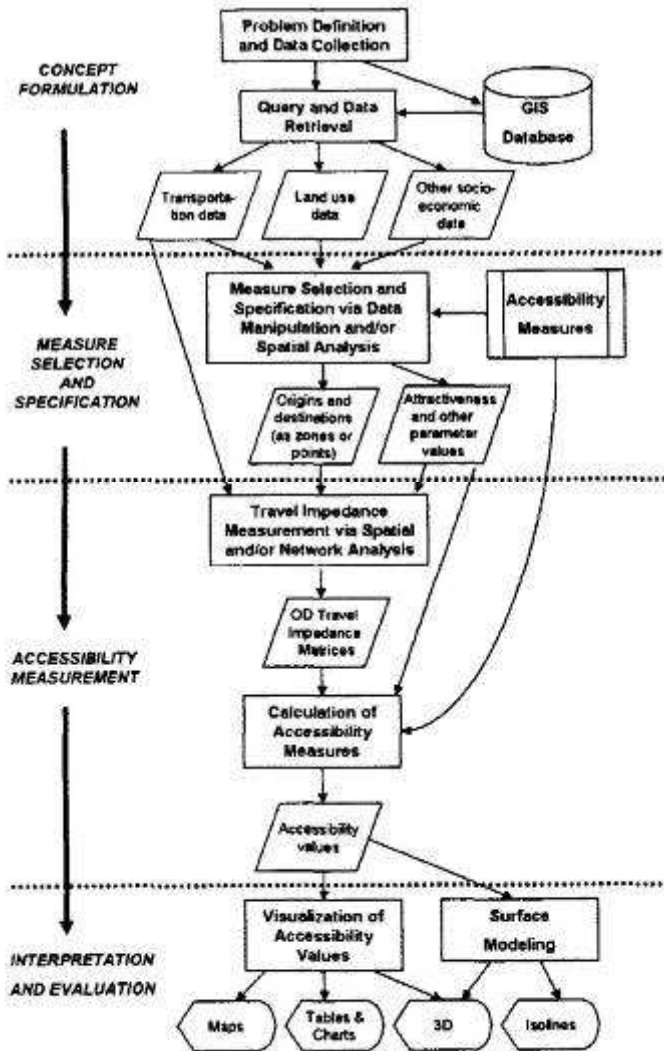 Problem Definition
and Data Collection
CONCEPT
FORMULATION
Query and Data
Retrieval
GIS
Database
Transporta-
tion data
Land use
data
Other socio-
economic
data
Measure Selection and
Specification via Data
Manipulation and/or
Spatial Analysis
Accessibility
Measures
MEASURE
SELECTION
AND
SPECIFICATION
Origins and
destinations
(as zones or
points)
Attractiveness
and other
parameter
values
Travel Impedance
Measurement via Spatial
and/or Network Analysis
OD Travel
Impedance
Matrices
ACCESSIBILITY
MEASUREMENT
Calculation of
Accessibility
Measures
Accessibility
values
Visualization of
Accessibility
Values
Surface
Modeling
INTERPRETATION
AND EVALUATION
Maps
Tables &
Charts
3D
Isolines